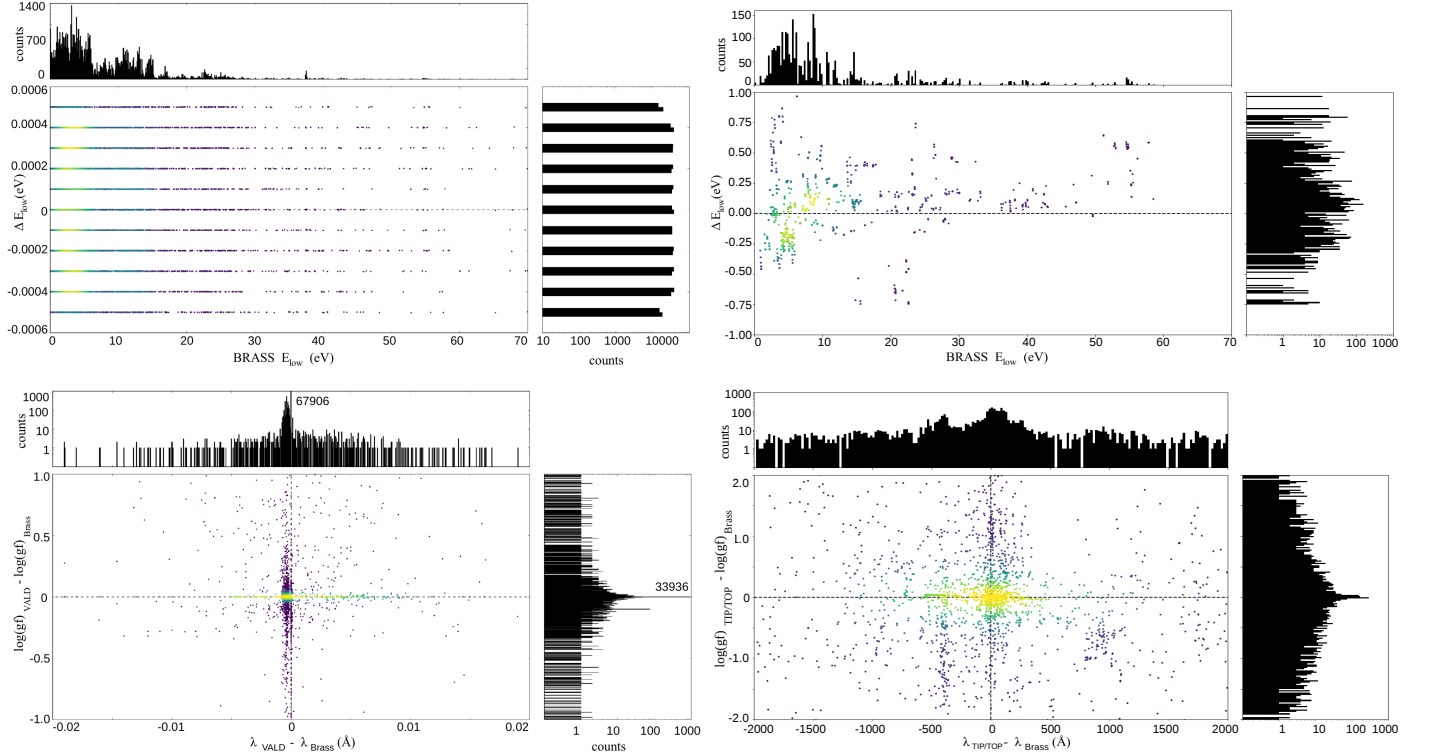 1400
700
0
counts
0.0006
0.0004
0.0002
0
-0.0002
-0.0004
-0.0006
Δ E low (eV)
0 10 20 30 40 50 60 70
BRASS E low (eV)
10 100 1000 10000
counts
150
100
50
0
counts
1.00
0.75
0.50
0.25
0.00
-0.25
-0.50
-0.75
-1.00
Δ E low (eV)
0 10 20 30 40 50 60 70
BRASS E low (eV)
1 10 100 1000
1000
100
10
1
counts
67906
1.0
0.5
0
-0.5
-1.0
log(gf) VALD - log(gf) Brass
-0.02 -0.01 0 0.01 0.02
λ VALD - λ Brass (Å)
33936
1 10 100 1000
counts
1000
100
10
1
counts
2.0
1.0
0
-1.0
-2.0
log(gf) TIP/TOP - log(gf) Brass
-2000 -1500 -1000 -500 0 500 1000 1500 2000
λ TIP/TOP - λ Brass (Å)
1 10 100 1000